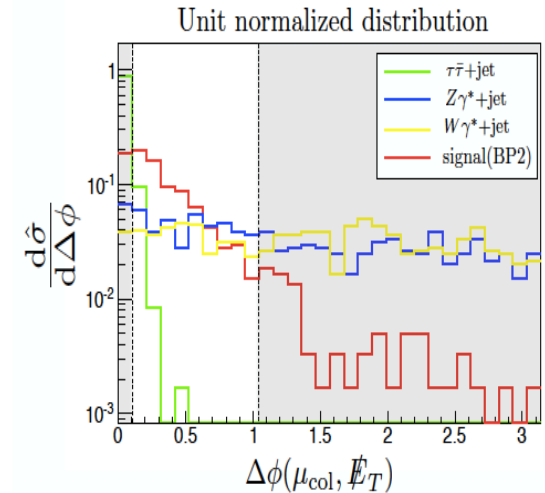 Unit normalized distribution
1
10⁻¹
10⁻²
10⁻³
dσ̂
dΔϕ
ττ̄+jet
Zγ*+jet
Wγ*+jet
signal(BP2)
0 0.5 1 1.5 2 2.5 3
Δϕ(μcol, E̸T)